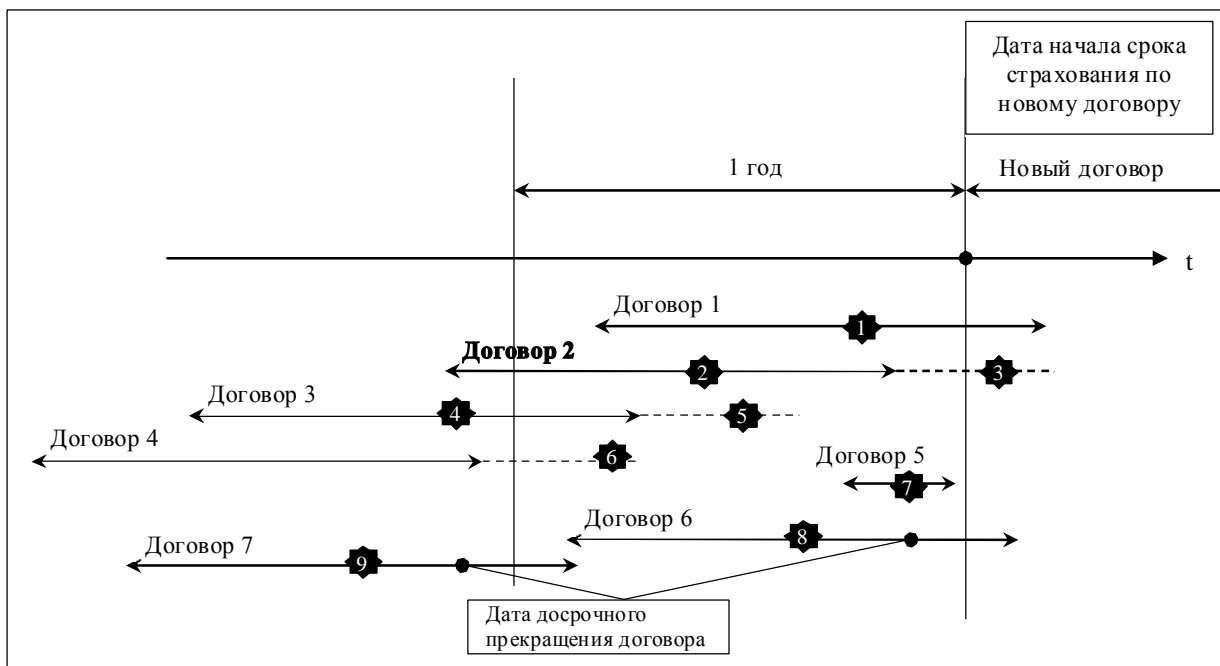 Дата начала срока
страхования по
новому договору
1 год
Новый договор
t
Договор 1
1
Договор 2
2
3
Договор 3
4
5
Договор 4
6
Договор 5
7
Договор 6
8
Договор 7
9
Дата досрочного
прекращения договора